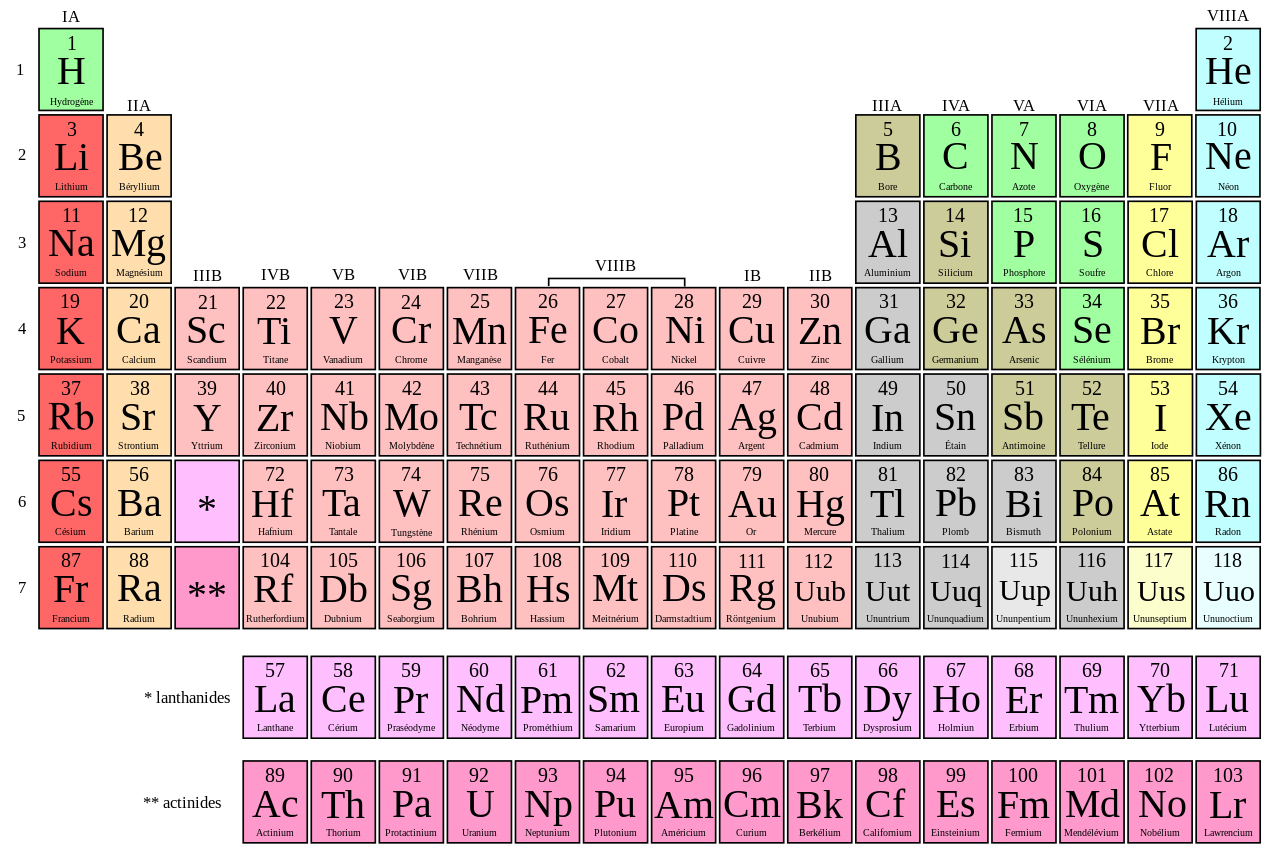 IA VIIIA
1 2
1 H He
Hydrogène Hélium
IIA IIIA IVA VA VIA VIIA
3 4 5 6 7 8 9 10
2 Li Be B C N O F Ne
Lithium Béryllium Bore Carbone Azote Oxygène Fluor Néon
11 12 13 14 15 16 17 18
3 Na Mg Al Si P S Cl Ar
Sodium Magnésium Aluminium Silicium Phosphore Soufre Chlore Argon
IIIB IVB VB VIB VIIB VIIIB IB IIB
19 20 21 22 23 24 25 26 27 28 29 30 31 32 33 34 35 36
4 K Ca Sc Ti V Cr Mn Fe Co Ni Cu Zn Ga Ge As Se Br Kr
Potassium Calcium Scandium Titane Vanadium Chrome Manganèse Fer Cobalt Nickel Cuivre Zinc Gallium Germanium Arsenic Sélénium Brome Krypton
37 38 39 40 41 42 43 44 45 46 47 48 49 50 51 52 53 54
5 Rb Sr Y Zr Nb Mo Tc Ru Rh Pd Ag Cd In Sn Sb Te I Xe
Rubidium Strontium Yttrium Zirconium Niobium Molybdène Technétium Ruthénium Rhodium Palladium Argent Cadmium Indium Étain Antimoine Tellure Iode Xénon
55 56 72 73 74 75 76 77 78 79 80 81 82 83 84 85 86
6 Cs Ba * Hf Ta W Re Os Ir Pt Au Hg Tl Pb Bi Po At Rn
Césium Barium Hafnium Tantale Tungstène Rhénium Osmium Iridium Platine Or Mercure Thalium Plomb Bismuth Polonium Astate Radon
87 88 104 105 106 107 108 109 110 111 112 113 114 115 116 117 118
7 Fr Ra ** Rf Db Sg Bh Hs Mt Ds Rg Uub Uut Uuq Uup Uuh Uus Uuo
Francium Radium Rutherfordium Dubnium Seaborgium Bohrium Hassium Meitnérium Darmstadtium Röntgenium Unubium Ununtrium Ununquadium Ununpentium Ununhexium Ununseptium Ununoctium
57 58 59 60 61 62 63 64 65 66 67 68 69 70 71
* lanthanides La Ce Pr Nd Pm Sm Eu Gd Tb Dy Ho Er Tm Yb Lu
Lanthane Cérium Praséodyme Néodyme Prométhium Samarium Europium Gadolinium Terbium Dysprosium Holmiun Erbium Thulium Ytterbium Lutécium
89 90 91 92 93 94 95 96 97 98 99 100 101 102 103
** actinides Ac Th Pa U Np Pu Am Cm Bk Cf Es Fm Md No Lr
Actinium Thorium Protactinium Uranium Neptunium Plutonium Américium Curium Berkélium Californium Einsteinium Fermium Mendélévium Nobélium Lawrencium